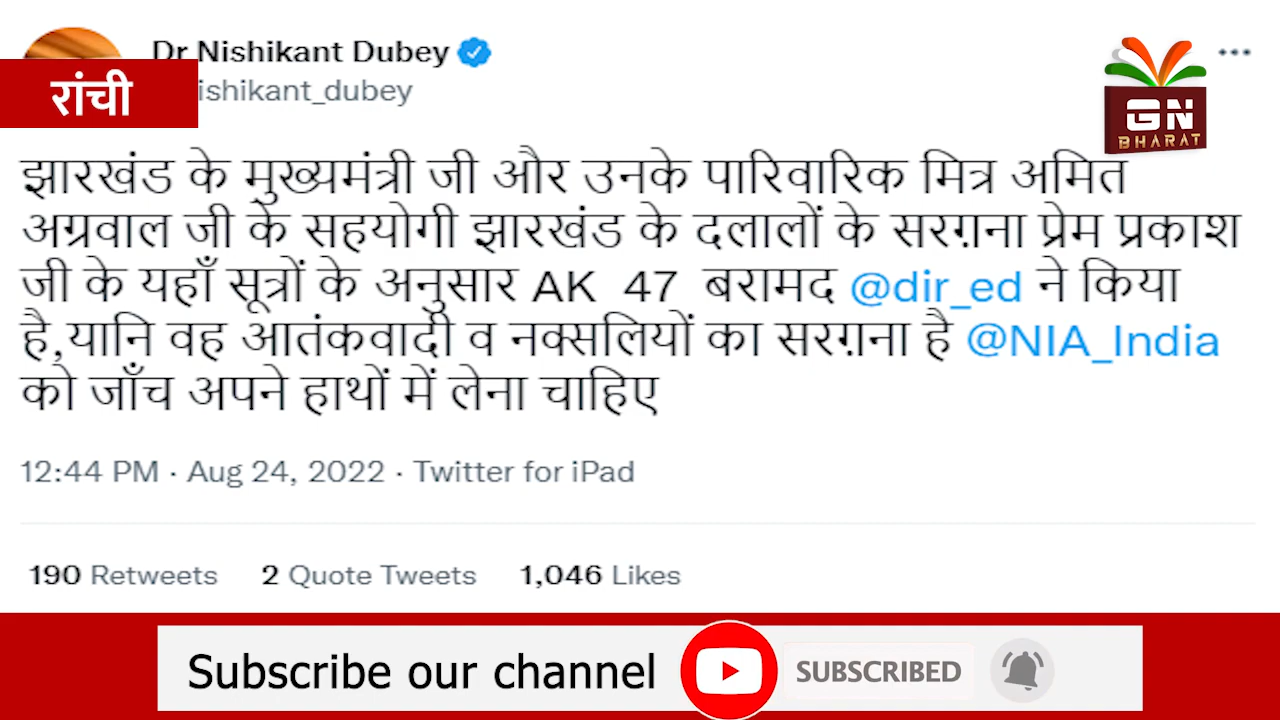 Dr Nishikant Dubey
रांची
ishikant_dubey
GN
BHARAT
झारखंड के मुख्यमंत्री जी और उनके पारिवारिक मित्र अमित
अग्रवाल जी के सहयोगी झारखंड के दलालों के सरग़ना प्रेम प्रकाश
जी के यहाँ सूत्रों के अनुसार AK 47 बरामद @dir_ed ने किया
है,यानि वह आतंकवादी व नक्सलियों का सरग़ना है @NIA_India
को जाँच अपने हाथों में लेना चाहिए
12:44 PM · Aug 24, 2022 · Twitter for iPad
190 Retweets 2 Quote Tweets 1,046 Likes
Subscribe our channel SUBSCRIBED